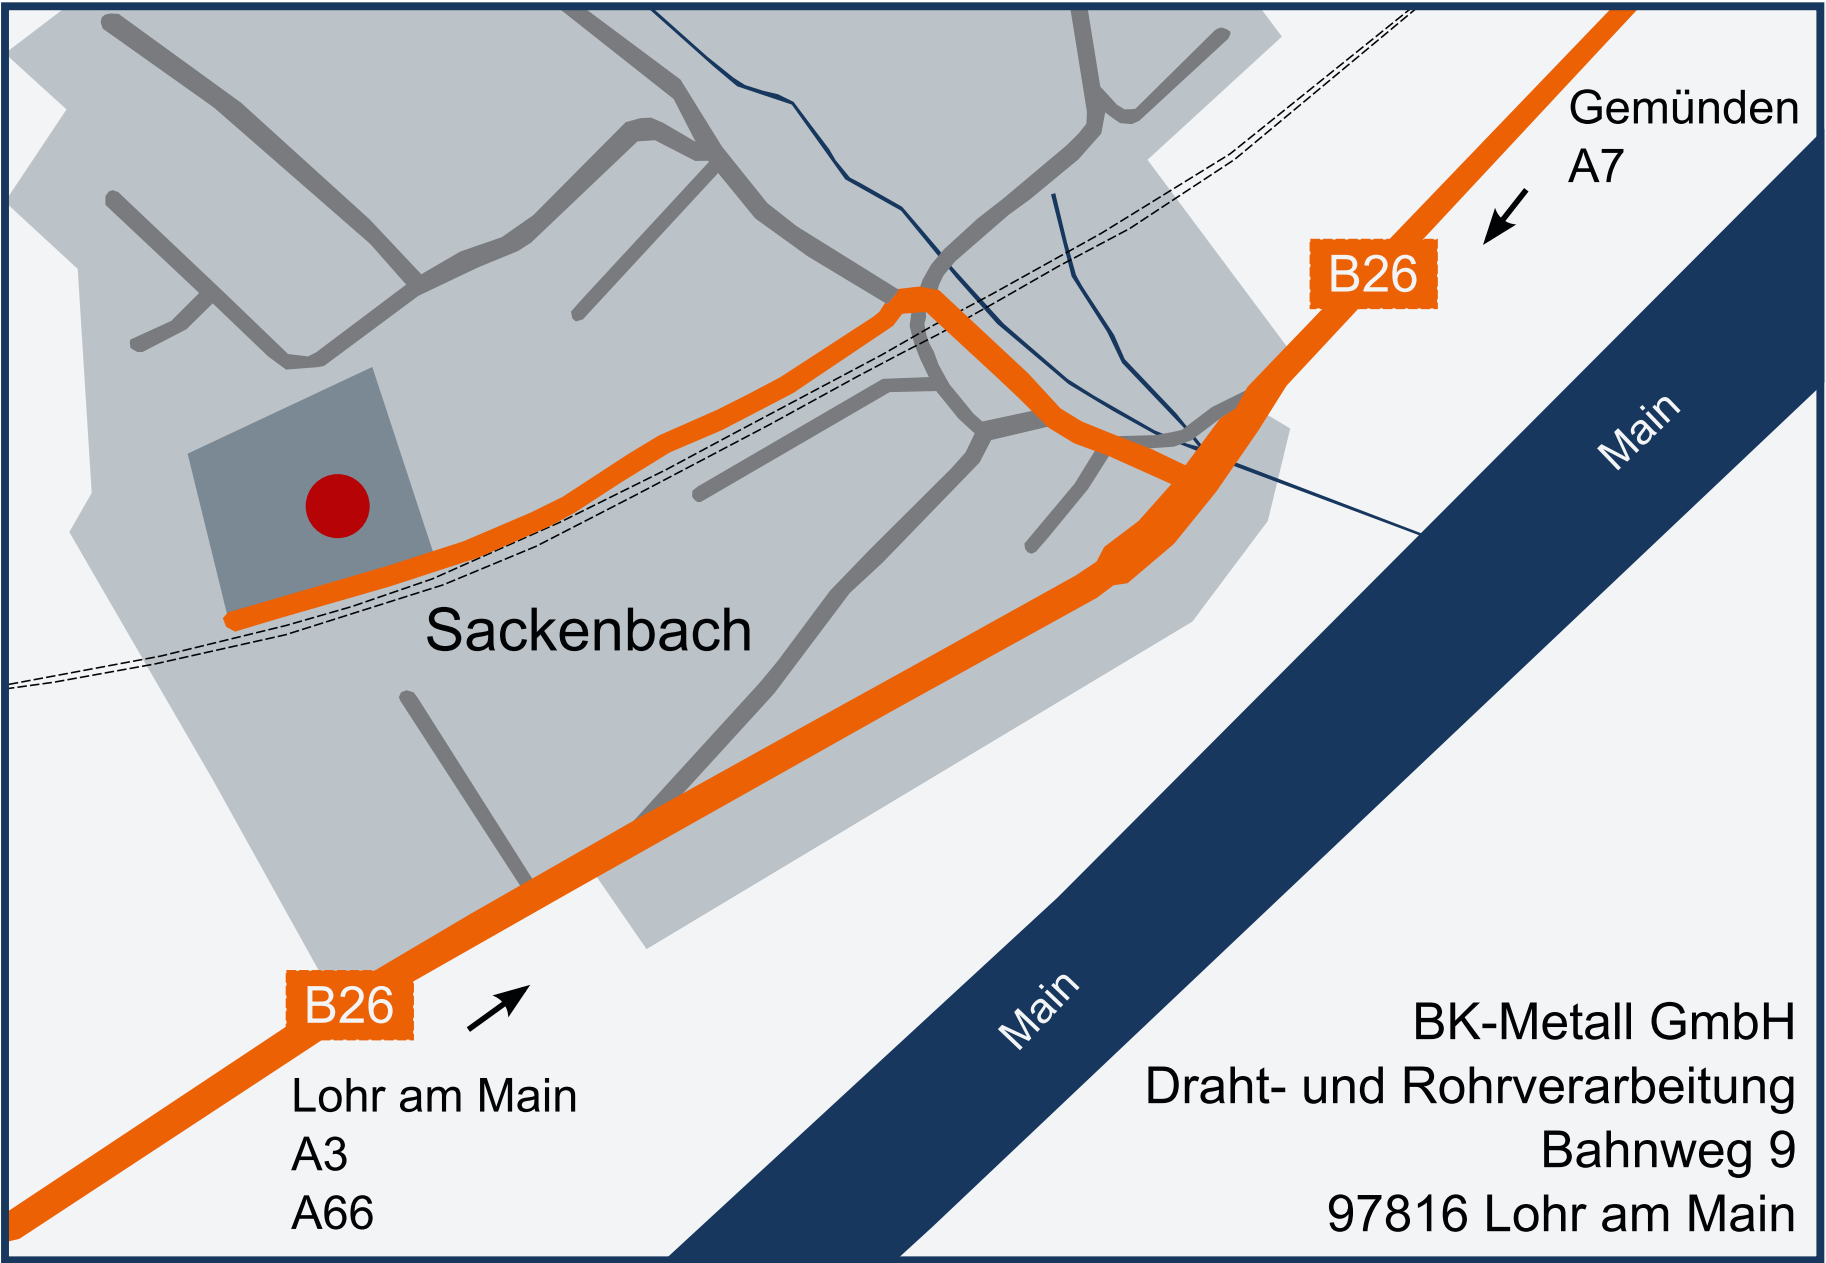 Gemünden
A7
B26
Main
Sackenbach
B26
Main
Lohr am Main
A3
A66
BK-Metall GmbH
Draht- und Rohrverarbeitung
Bahnweg 9
97816 Lohr am Main